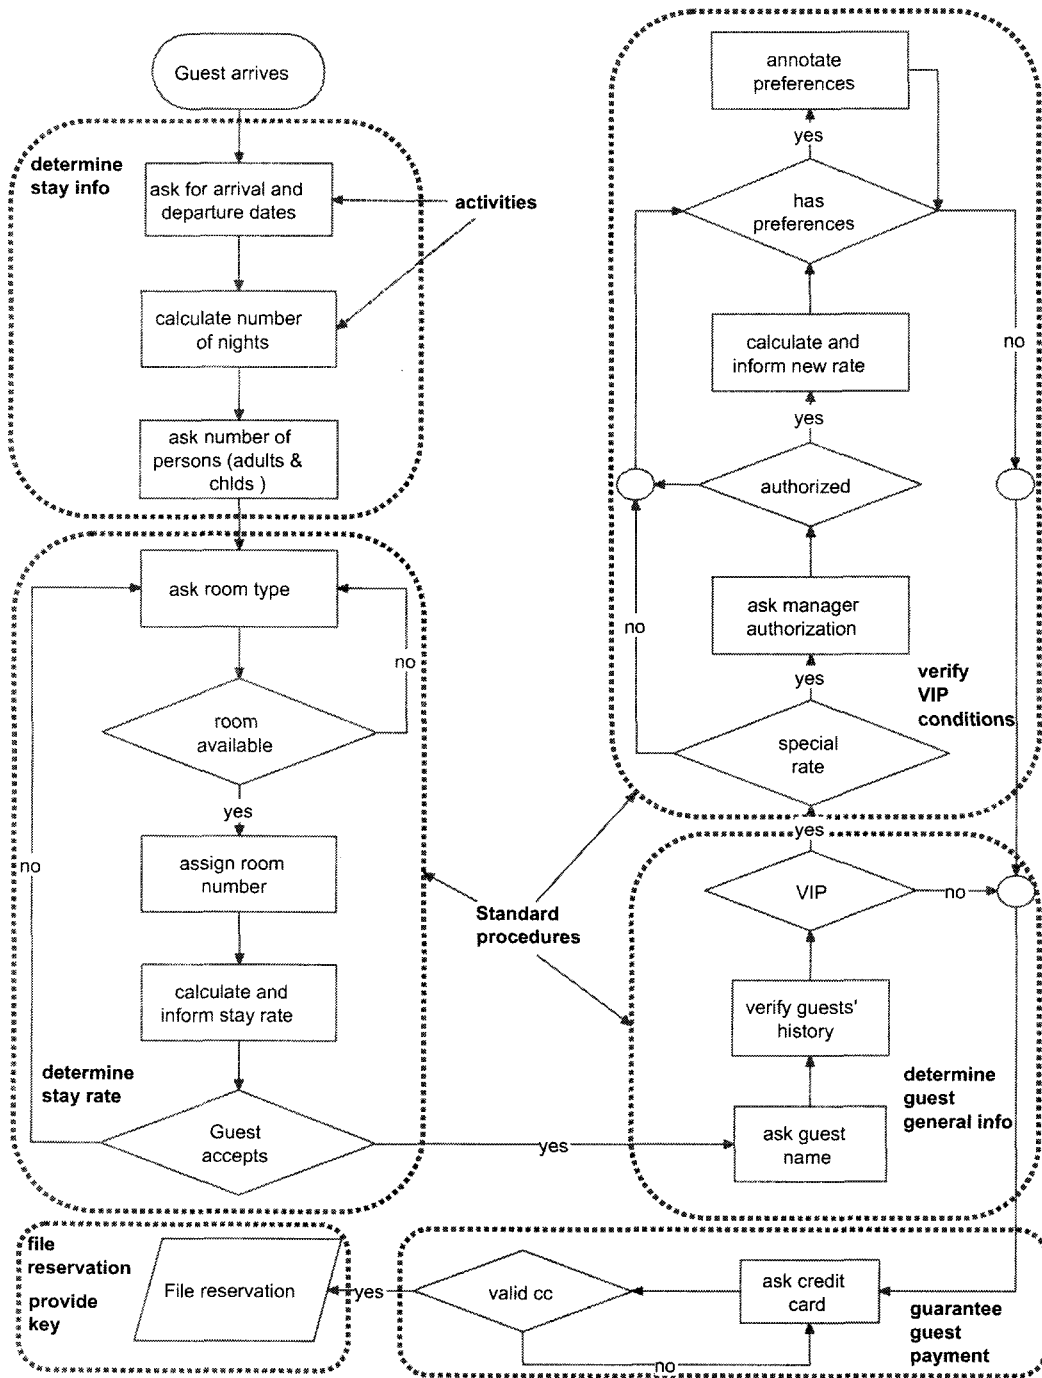 Guest arrives
determine
stay info
ask for arrival and
departure dates
activities
calculate number
of nights
ask number of
persons (adults &
chlds )
ask room type
no
room
available
yes
no
assign room
number
calculate and
inform stay rate
determine
stay rate
Guest
accepts
yes
Standard
procedures
annotate
preferences
yes
has
preferences
calculate and
inform new rate
no
yes
authorized
ask manager
authorization
no
yes
verify
VIP
conditions
special
rate
yes
VIP
no
verify guests'
history
determine
guest
general info
ask guest
name
file
reservation
provide
key
File reservation
yes
valid cc
ask credit
card
no
guarantee
guest
payment